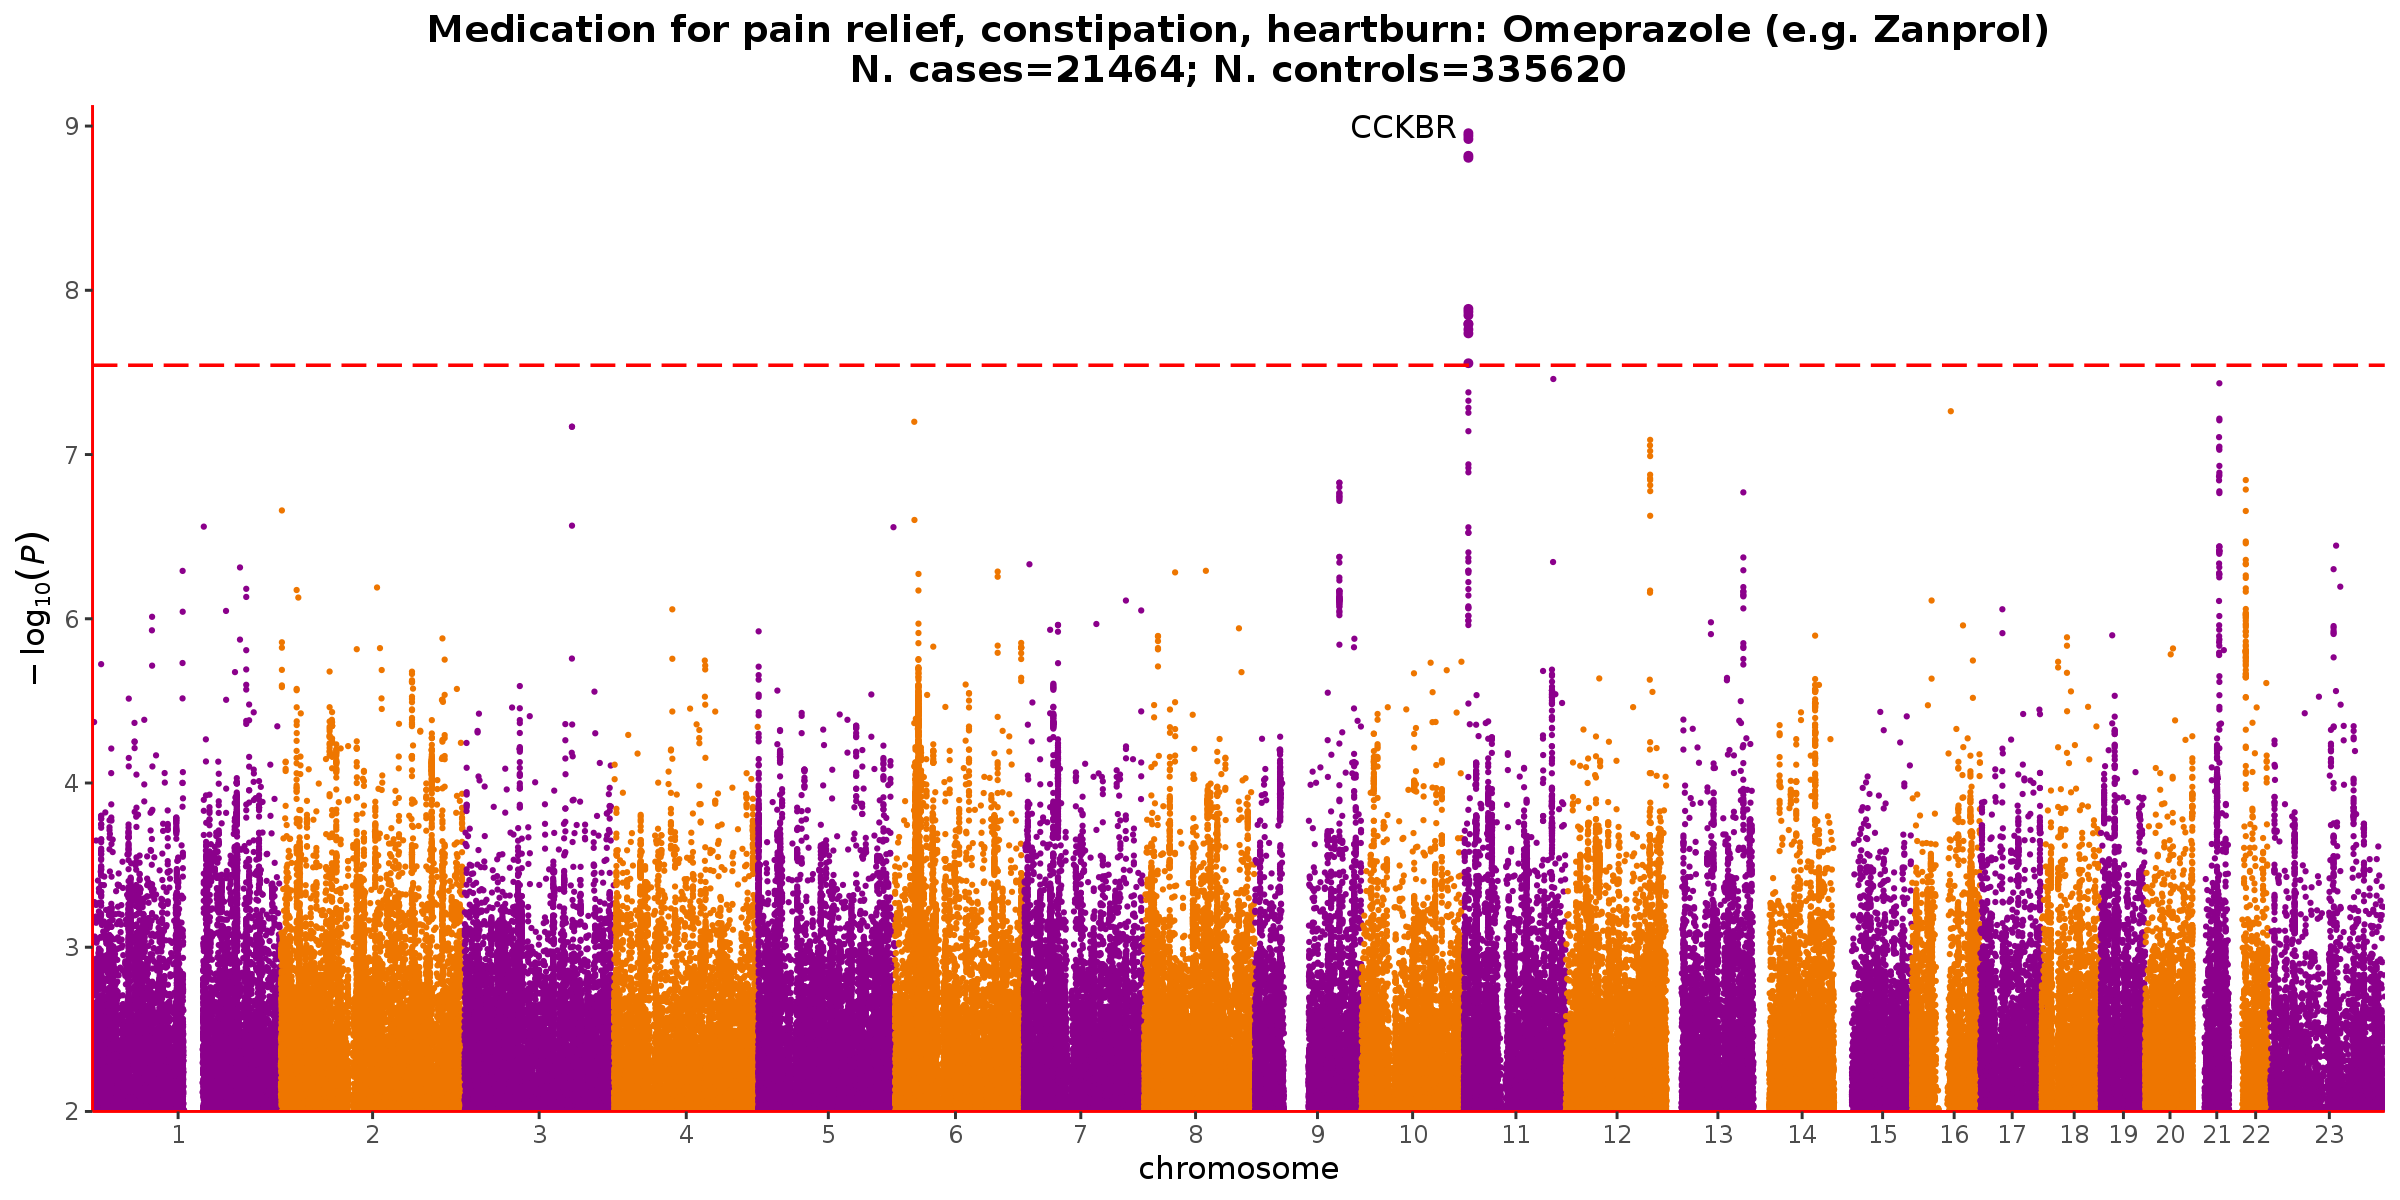 Medication for pain relief, constipation, heartburn: Omeprazole (e.g. Zanprol)
N. cases=21464; N. controls=335620
CCKBR
9
8
7
6
5
4
3
2
−log₁₀(P)
1 2 3 4 5 6 7 8 9 10 11 12 13 14 15 16 17 18 19 20 21 22 23
chromosome